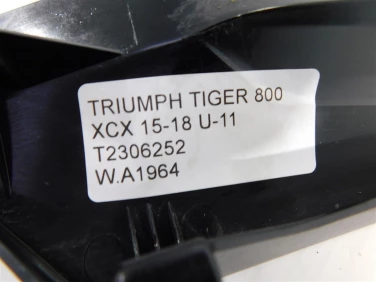 TRIUMPH TIGER 800
XCX 15-18 U-11
T2306252
W.A1964